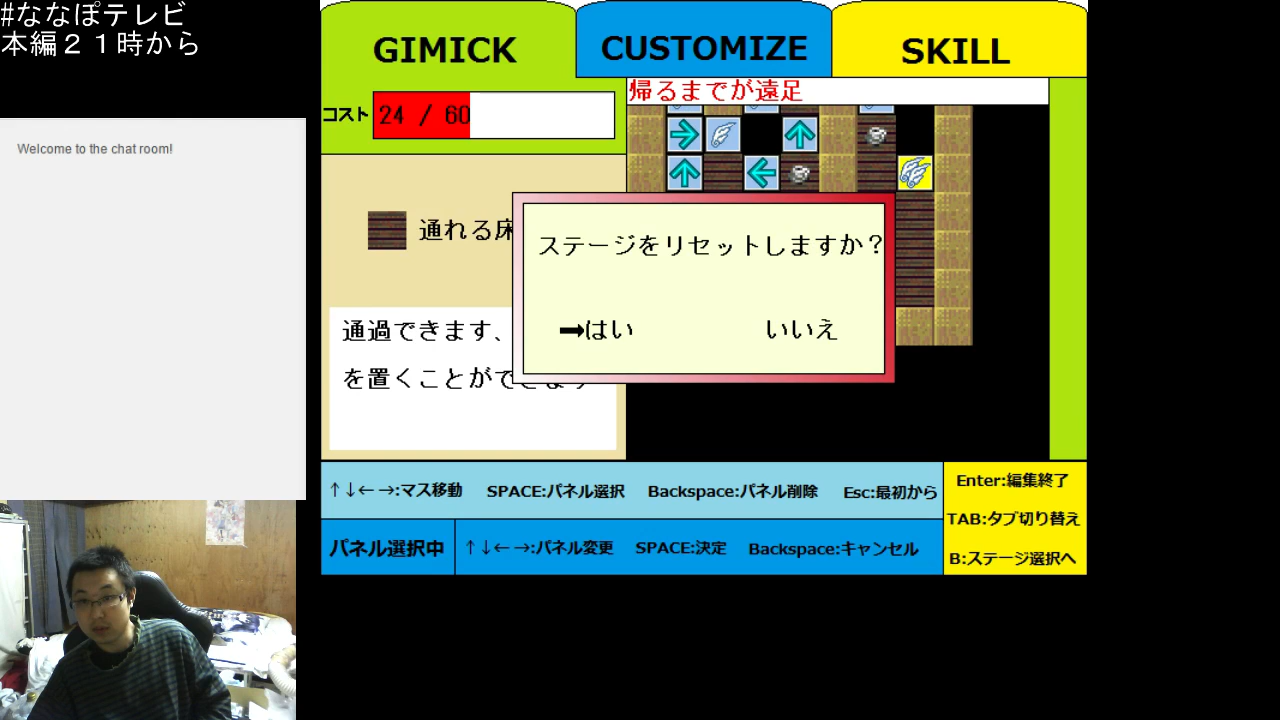 #ななぽテレビ
本編２１時から
Welcome to the chat room!
GIMICK
CUSTOMIZE
SKILL
コスト
24 / 60
帰るまでが遠足
通れる床
通過できます、
を置くことがで
ステージをリセットしますか？
➡はい
いいえ
↑↓←→:マス移動
SPACE:パネル選択
Backspace:パネル削除
Esc:最初から
パネル選択中
↑↓←→:パネル変更
SPACE:決定
Backspace:キャンセル
Enter:編集終了
TAB:タブ切り替え
B:ステージ選択へ